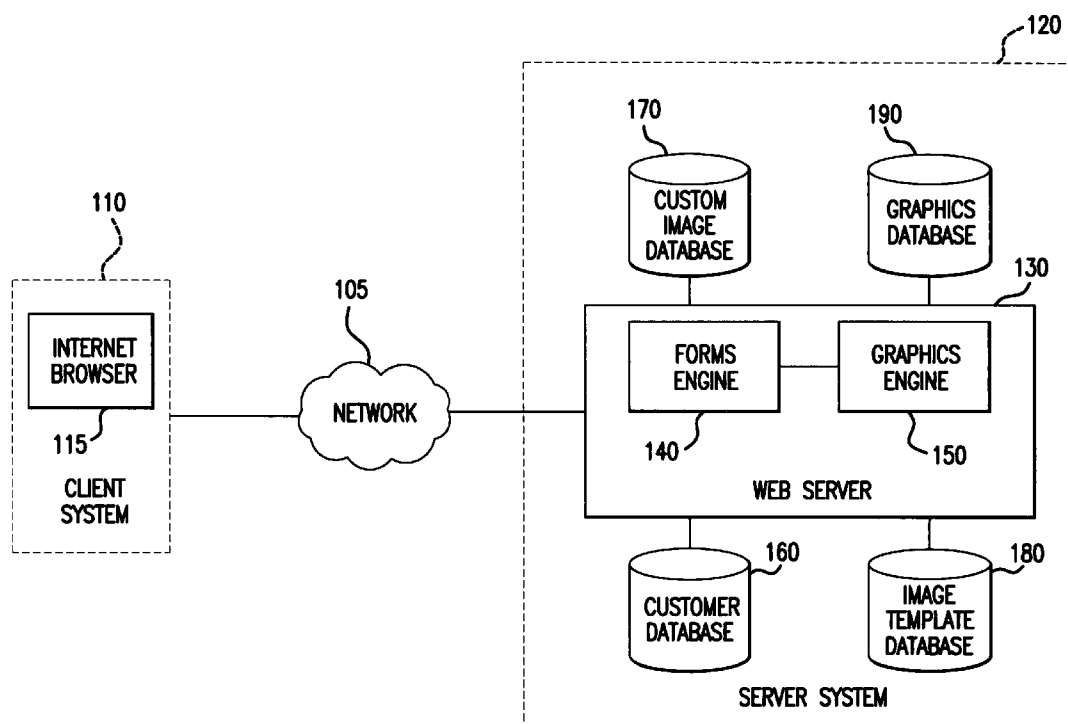 120
170
190
CUSTOM
IMAGE
DATABASE
GRAPHICS
DATABASE
110
130
105
INTERNET
BROWSER
FORMS
ENGINE
GRAPHICS
ENGINE
NETWORK
115
140
150
CLIENT
SYSTEM
WEB SERVER
160
180
CUSTOMER
DATABASE
IMAGE
TEMPLATE
DATABASE
SERVER SYSTEM